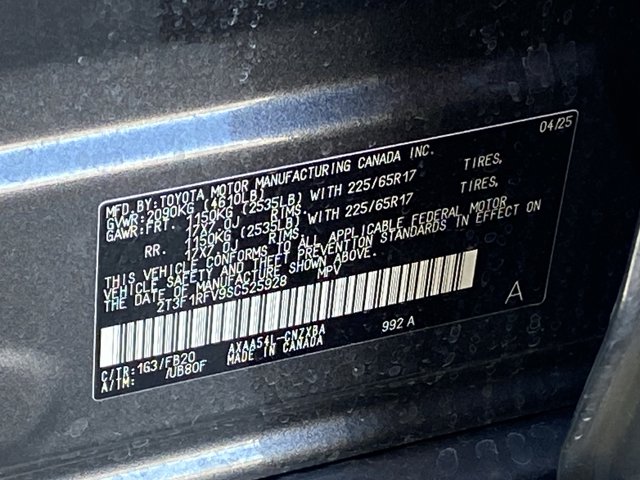 04/25
MFD.BY:TOYOTA MOTOR MANUFACTURING CANADA INC.
GVWR:2090KG (4610LB)
GAWR:FRT. 1150KG (2535LB) WITH 225/65R17 TIRES,
17X7.0J RIMS.
RR. 1150KG (2535LB) WITH 225/65R17 TIRES,
17X7.0J RIMS.
THIS VEHICLE CONFORMS TO ALL APPLICABLE FEDERAL MOTOR
VEHICLE SAFETY AND THEFT PREVENTION STANDARDS IN EFFECT ON
THE DATE OF MANUFACTURE SHOWN ABOVE.
2T3F1RFV9SC525928 MPV
C/TR: 1G3/FB20 AXAA54L-CNZXBA 992A A
A/TM: /UB80F MADE IN CANADA